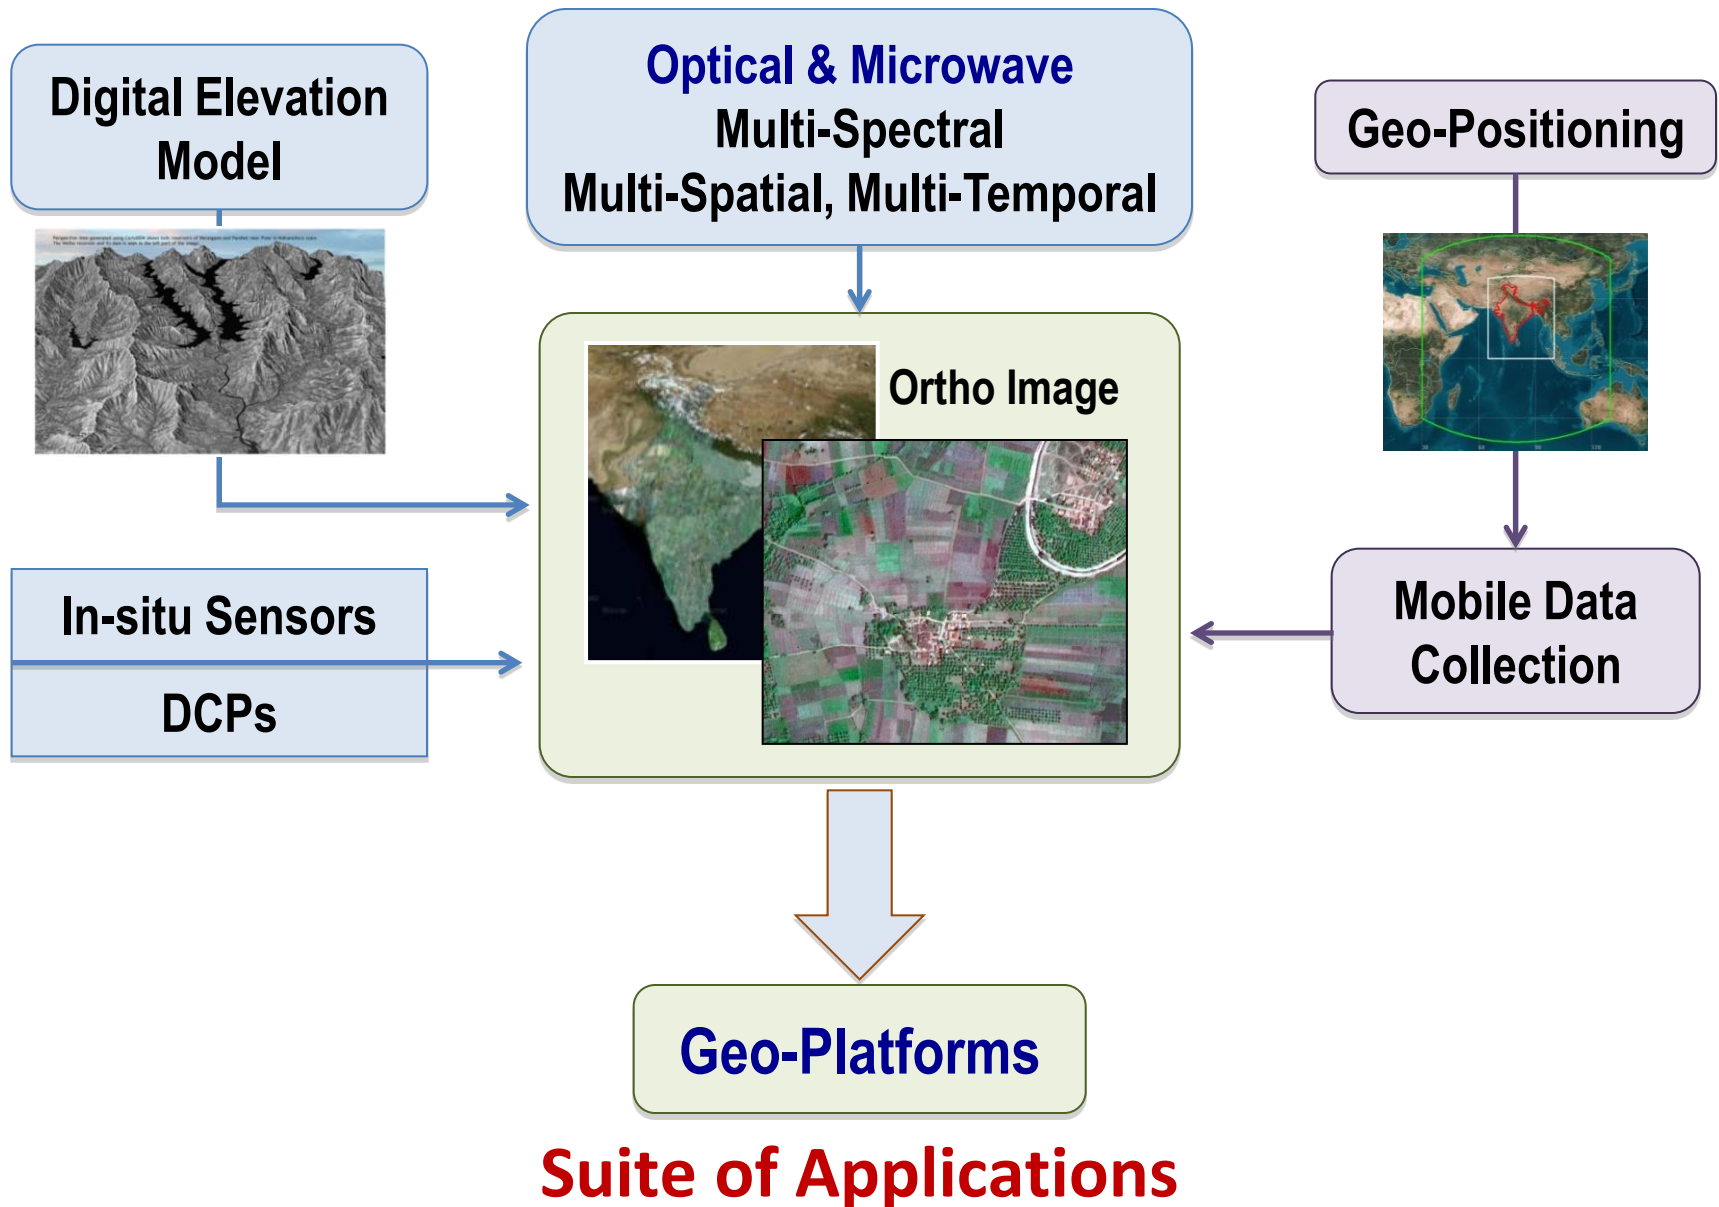 Digital Elevation
Model
Optical & Microwave
Multi-Spectral
Multi-Spatial, Multi-Temporal
Geo-Positioning
Ortho Image
In-situ Sensors
DCPs
Mobile Data
Collection
Geo-Platforms
Suite of Applications